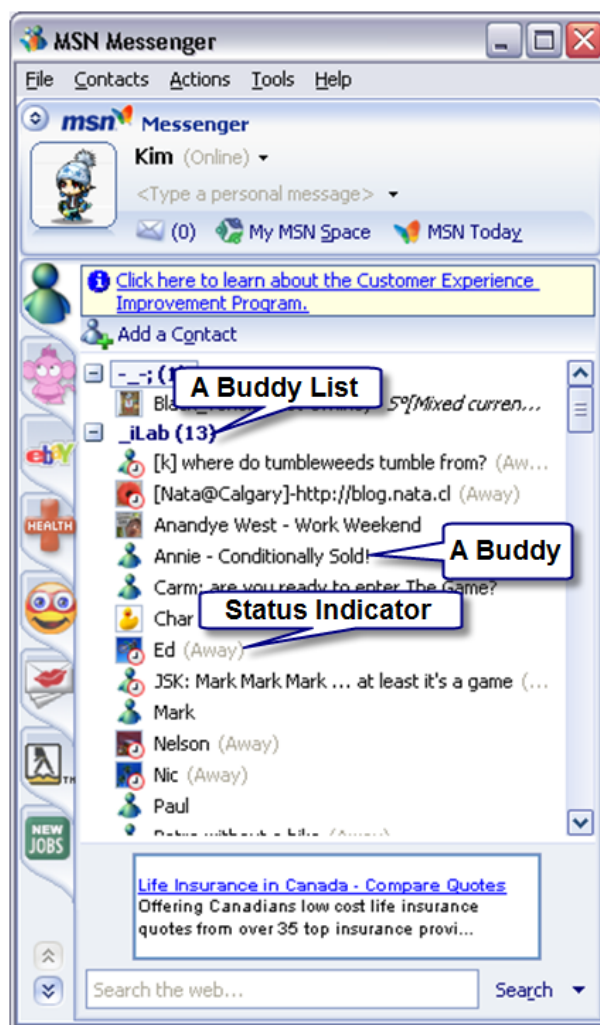 MSN Messenger
File Contacts Actions Tools Help
msn Messenger
Kim (Online)
<Type a personal message>
(0) My MSN Space MSN Today
Click here to learn about the Customer Experience
Improvement Program.
Add a Contact
-_-; (1)
A Buddy List
5º[Mixed curren...
_iLab (13)
[k] where do tumbleweeds tumble from? (Aw...
ebY
[Nata@Calgary]-http://blog.nata.cl (Away)
HEALTH
Anandye West - Work Weekend
Annie - Conditionally Sold!
A Buddy
Carm: are you ready to enter The Game?
Char
Status Indicator
Ed (Away)
JSK: Mark Mark Mark ... at least it's a game (...
Mark
Nelson (Away)
TM
Nic (Away)
Paul
NEW
JOBS
Life Insurance in Canada - Compare Quotes
Offering Canadians low cost life insurance
quotes from over 35 top insurance provi...
Search the web...
Search